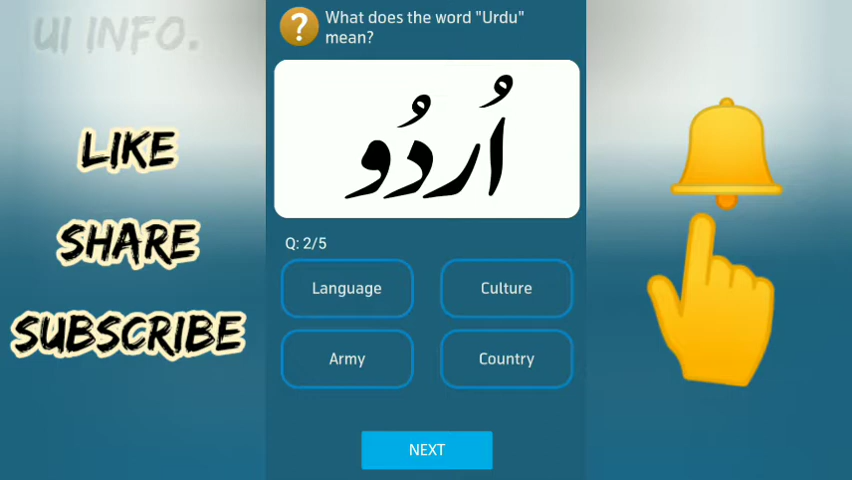 UI INFO.
LIKE
SHARE
SUBSCRIBE
What does the word "Urdu"
mean?
اُردُو
Q: 2/5
Language
Culture
Army
Country
NEXT